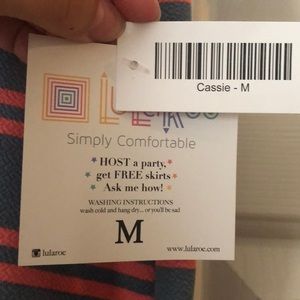 Cassie - M
Simply Comfortable
HOST a party,
get FREE skirts
Ask me how!
WASHING INSTRUCTIONS
wash cold and hang dry... or you'll be sad
M
lularoe
www.lularoe.com